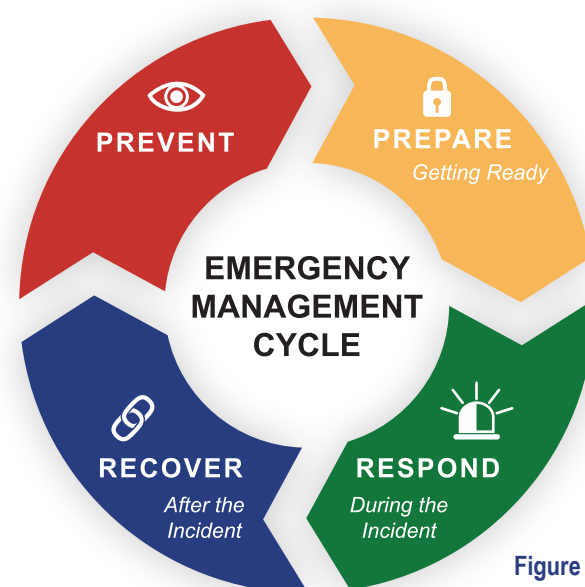 PREVENT
PREPARE
Getting Ready
EMERGENCY
MANAGEMENT
CYCLE
RECOVER
After the
Incident
RESPOND
During the
Incident
Figure